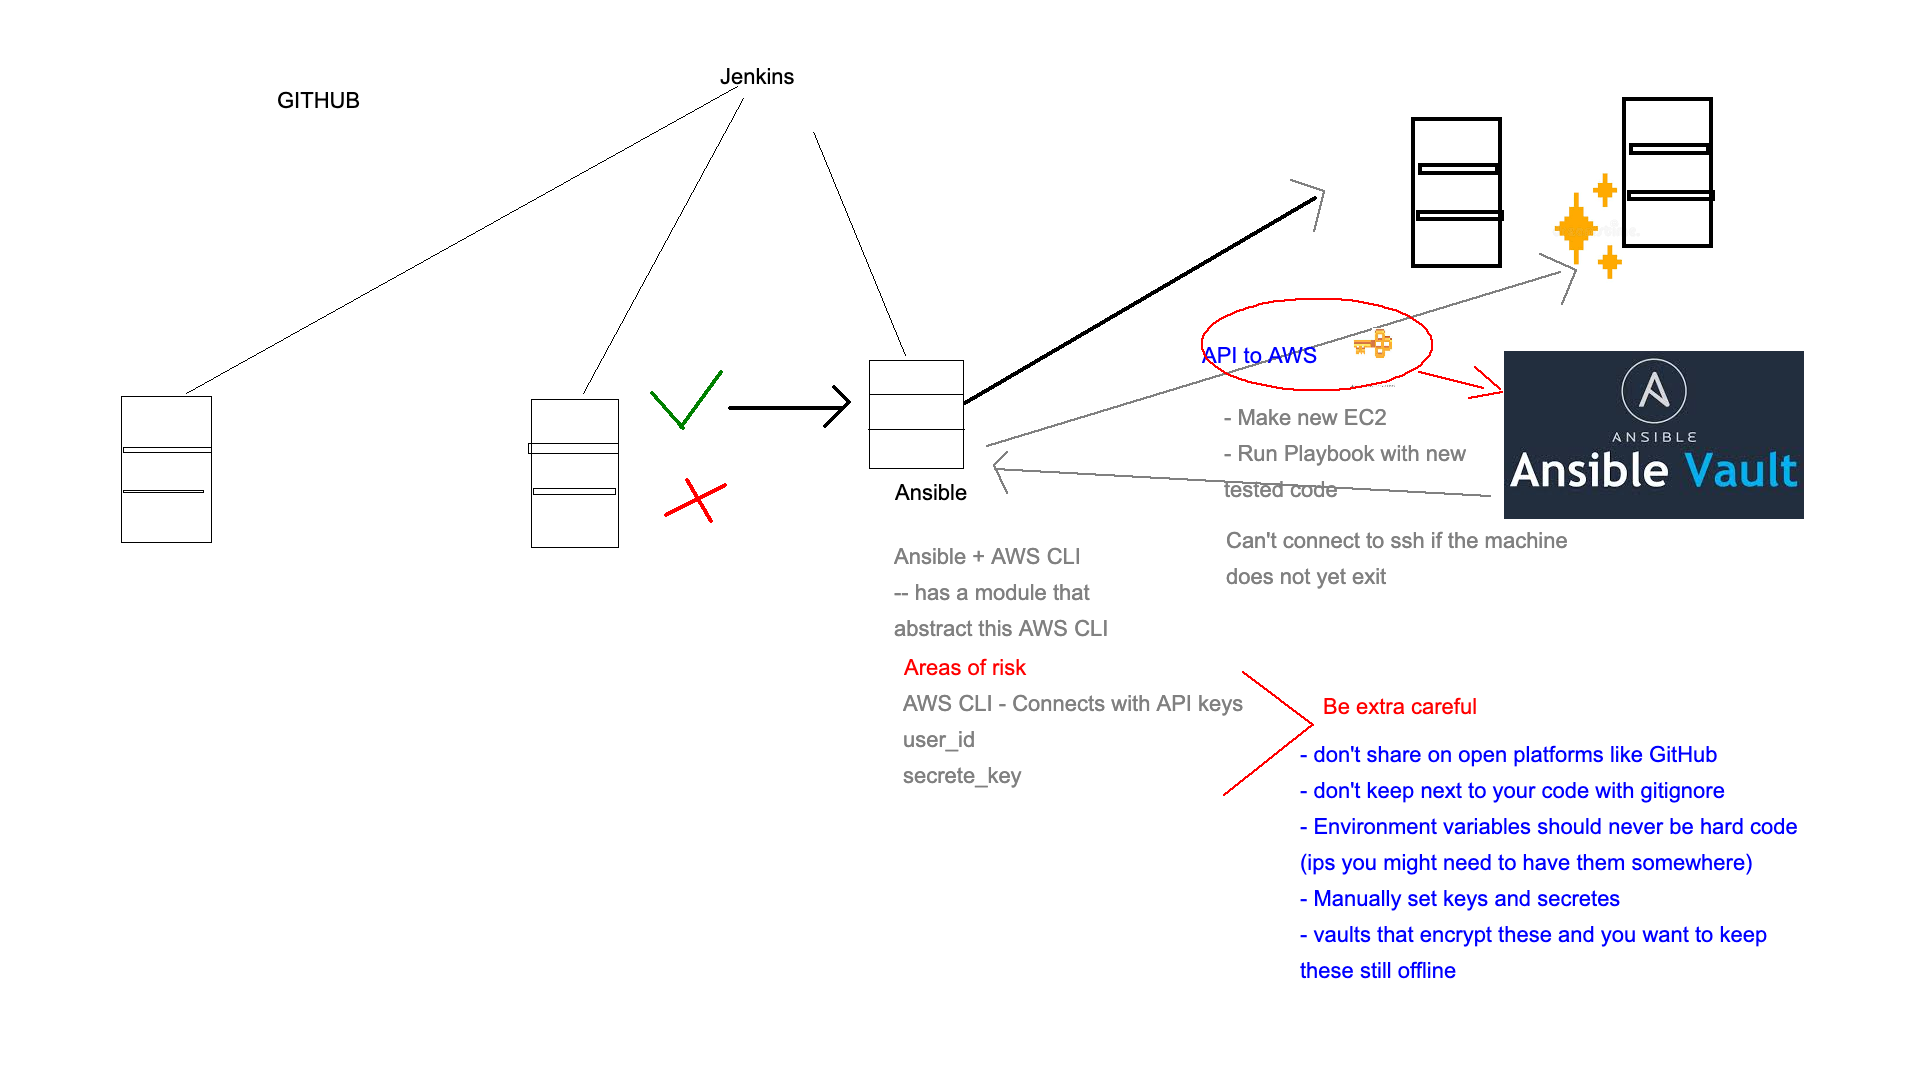 Jenkins
GITHUB
API to AWS
- Make new EC2
- Run Playbook with new
tested code
ANSIBLE
Ansible Vault
Ansible
Can't connect to ssh if the machine
does not yet exit
Ansible + AWS CLI
-- has a module that
abstract this AWS CLI
Areas of risk
AWS CLI - Connects with API keys
user_id
secrete_key
Be extra careful
- don't share on open platforms like GitHub
- don't keep next to your code with gitignore
- Environment variables should never be hard code
(ips you might need to have them somewhere)
- Manually set keys and secretes
- vaults that encrypt these and you want to keep
these still offline